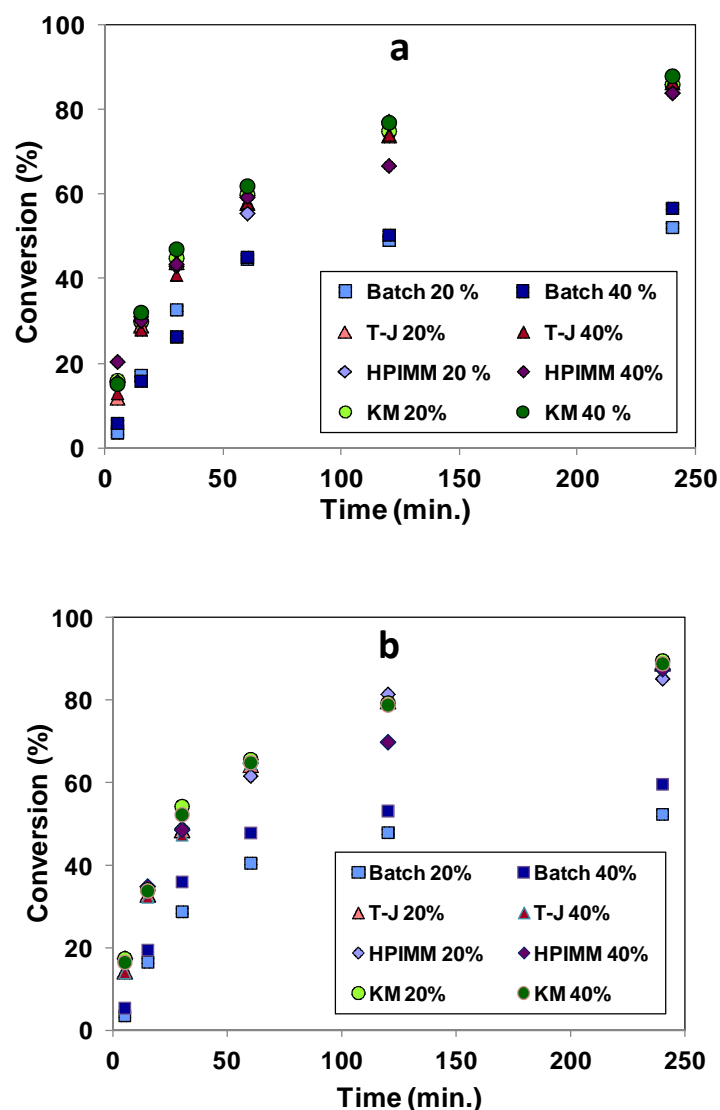 a
100
80
60
40
20
0
Conversion (%)
Batch 20 % Batch 40 %
T-J 20% T-J 40%
HPIMM 20 % HPIMM 40%
KM 20% KM 40 %
0 50 100 150 200 250
Time (min.)
b
100
80
60
40
20
0
Conversion (%)
Batch 20% Batch 40%
T-J 20% T-J 40%
HPIMM 20% HPIMM 40%
KM 20% KM 40%
0 50 100 150 200 250
Time (min.)